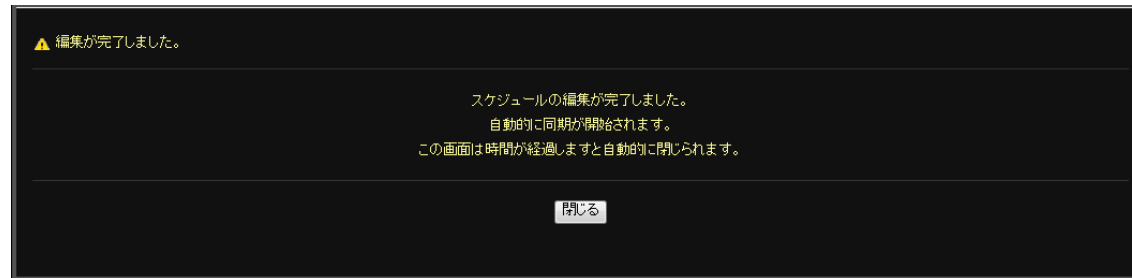 編集が完了しました。
スケジュールの編集が完了しました。
自動的に同期が開始されます。
この画面は時間が経過しますと自動的に閉じられます。
閉じる